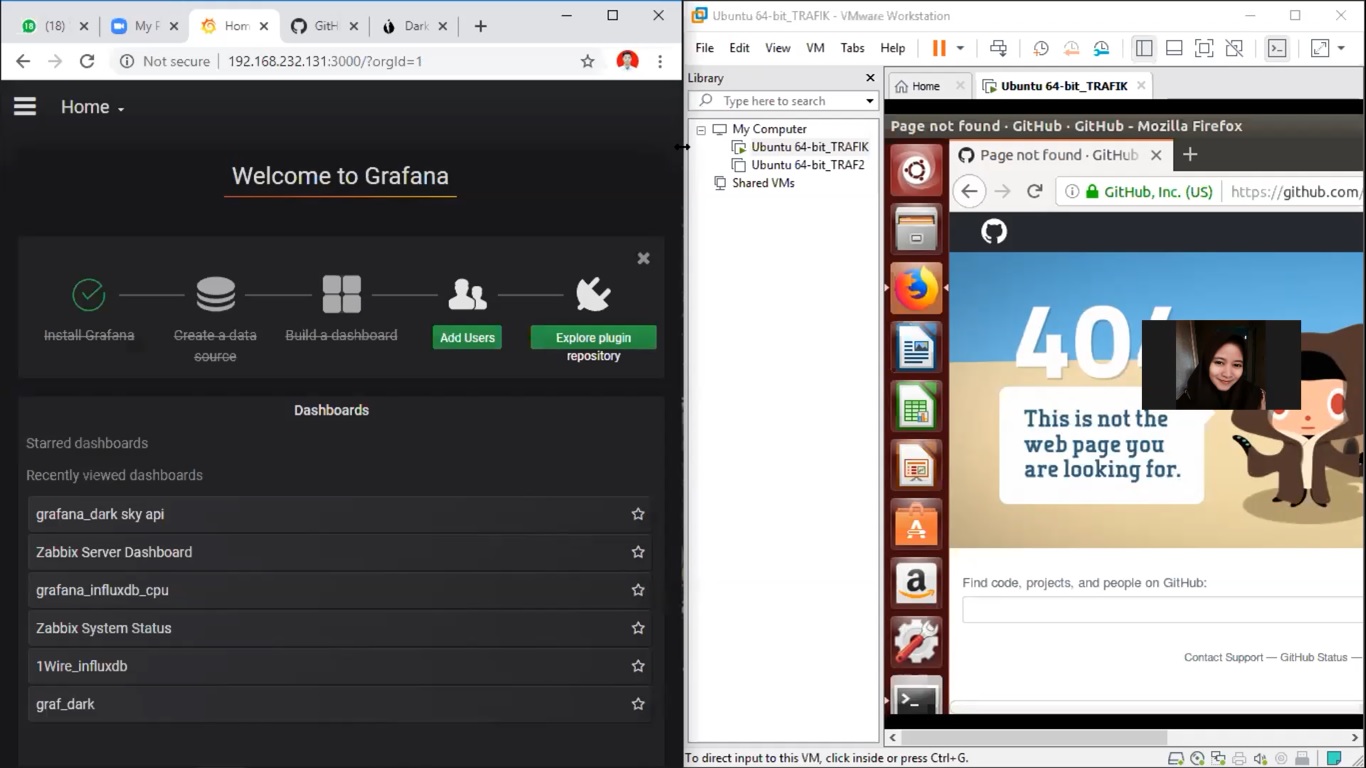 (18)
My P
Hom
GitH
Dark
Not secure
192.168.232.131:3000/?orgId=1
Home
Welcome to Grafana
Install Grafana
Create a data source
Build a dashboard
Add Users
Explore plugin repository
Dashboards
Starred dashboards
Recently viewed dashboards
grafana_dark sky api
Zabbix Server Dashboard
grafana_influxdb_cpu
Zabbix System Status
1Wire_influxdb
graf_dark
Ubuntu 64-bit_TRAFIK - VMware Workstation
File Edit View VM Tabs Help
Library
Type here to search
My Computer
Ubuntu 64-bit_TRAFIK
Ubuntu 64-bit_TRAF2
Shared VMs
Home
Ubuntu 64-bit_TRAFIK
Page not found · GitHub · GitHub - Mozilla Firefox
Page not found · GitHub
GitHub, Inc. (US)
https://github.com/
404
This is not the
web page you
are looking for.
Find code, projects, and people on GitHub:
Contact Support — GitHub Status —
To direct input to this VM, click inside or press Ctrl+G.